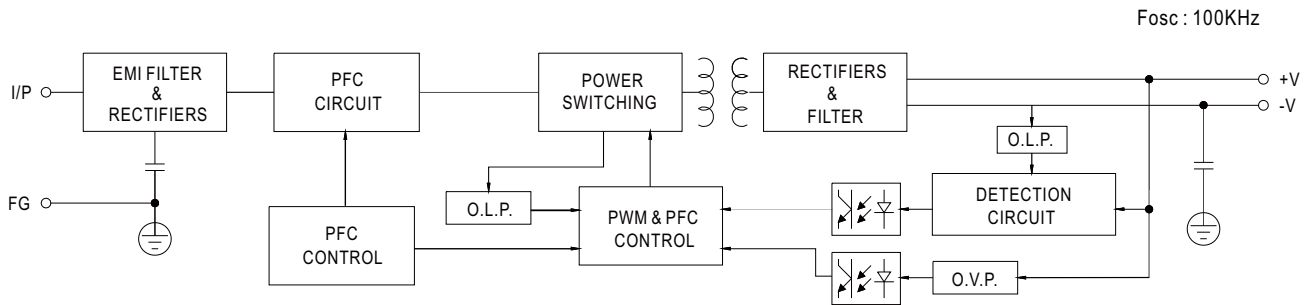 Fosc : 100KHz
I/P
EMI FILTER
&
RECTIFIERS
PFC
CIRCUIT
POWER
SWITCHING
RECTIFIERS
&
FILTER
+V
-V
O.L.P.
FG
PFC
CONTROL
O.L.P.
PWM & PFC
CONTROL
DETECTION
CIRCUIT
O.V.P.